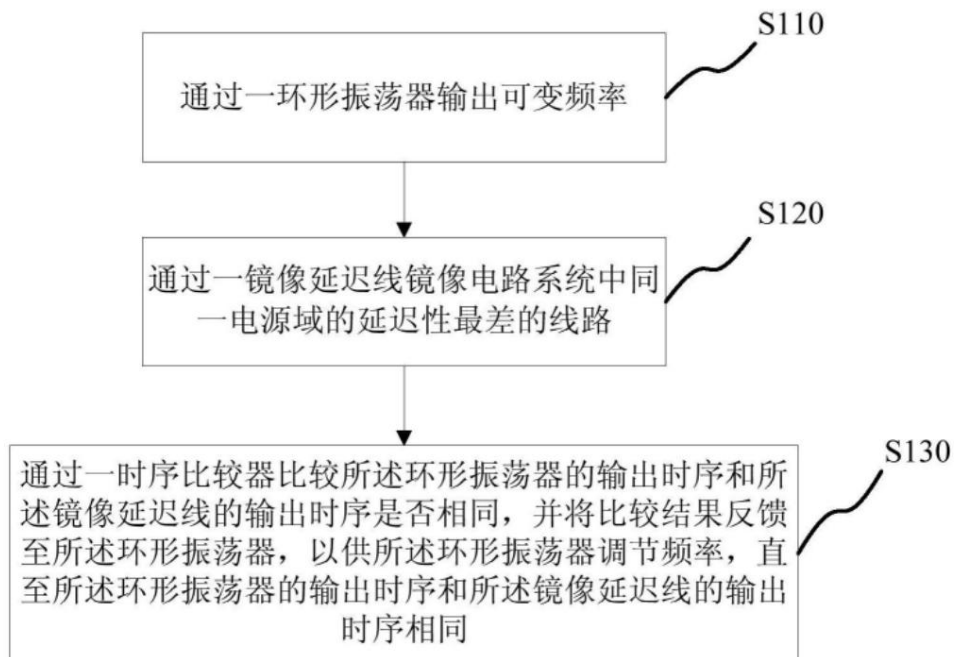 S110
通过一环形振荡器输出可变频率
S120
通过一镜像延迟线镜像电路系统中同
一电源域的延迟性最差的线路
S130
通过一时序比较器比较所述环形振荡器的输出时序和所
述镜像延迟线的输出时序是否相同，并将比较结果反馈
至所述环形振荡器，以供所述环形振荡器调节频率，直
至所述环形振荡器的输出时序和所述镜像延迟线的输出
时序相同